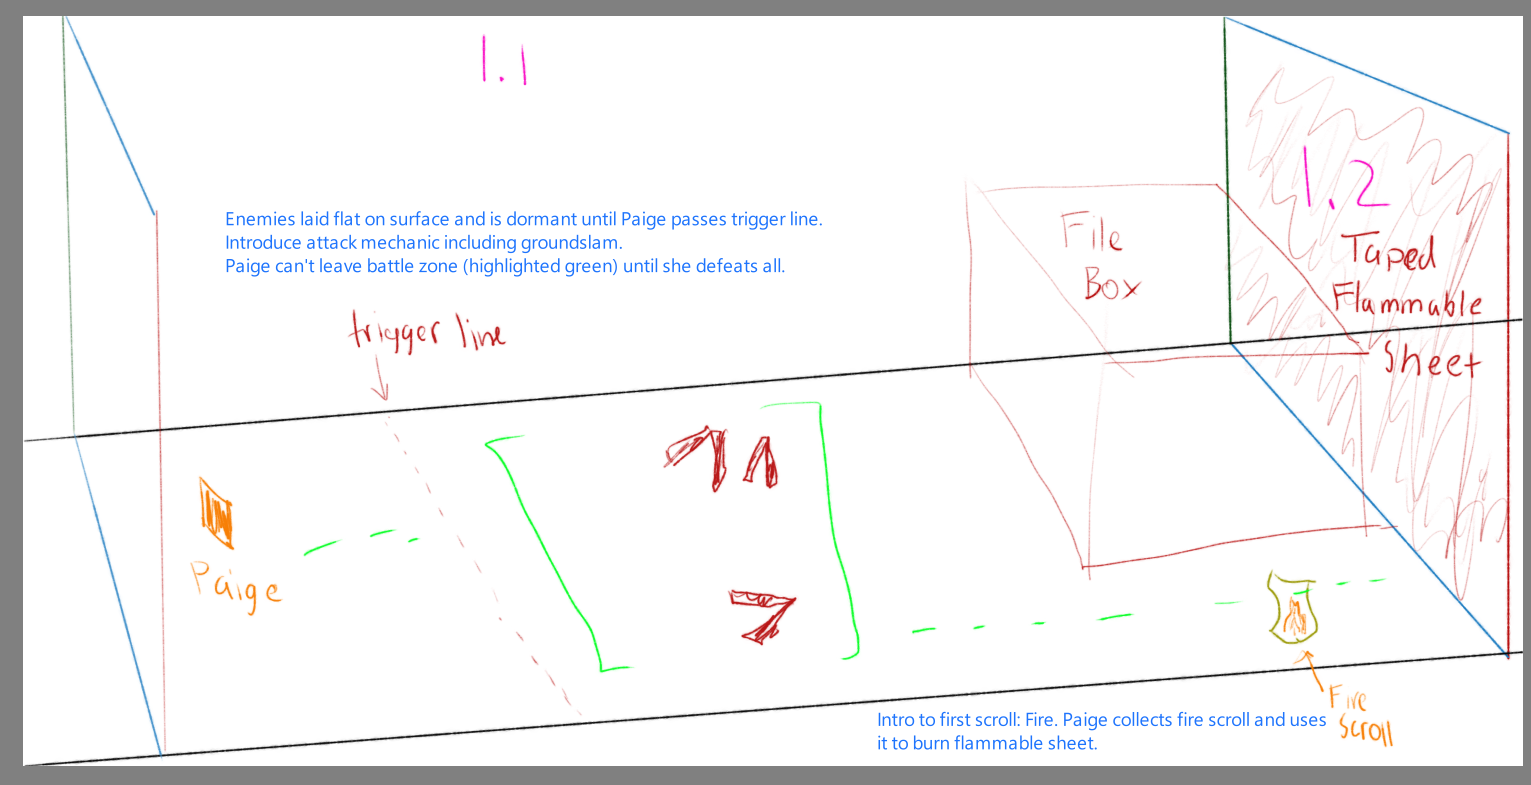 1.1
Enemies laid flat on surface and is dormant until Paige passes trigger line.
Introduce attack mechanic including groundslam.
Paige can't leave battle zone (highlighted green) until she defeats all.
trigger line
Paige
File
Box
1.2
Taped
Flammable
Sheet
Intro to first scroll: Fire. Paige collects fire scroll and uses
it to burn flammable sheet.
Fire
Scroll